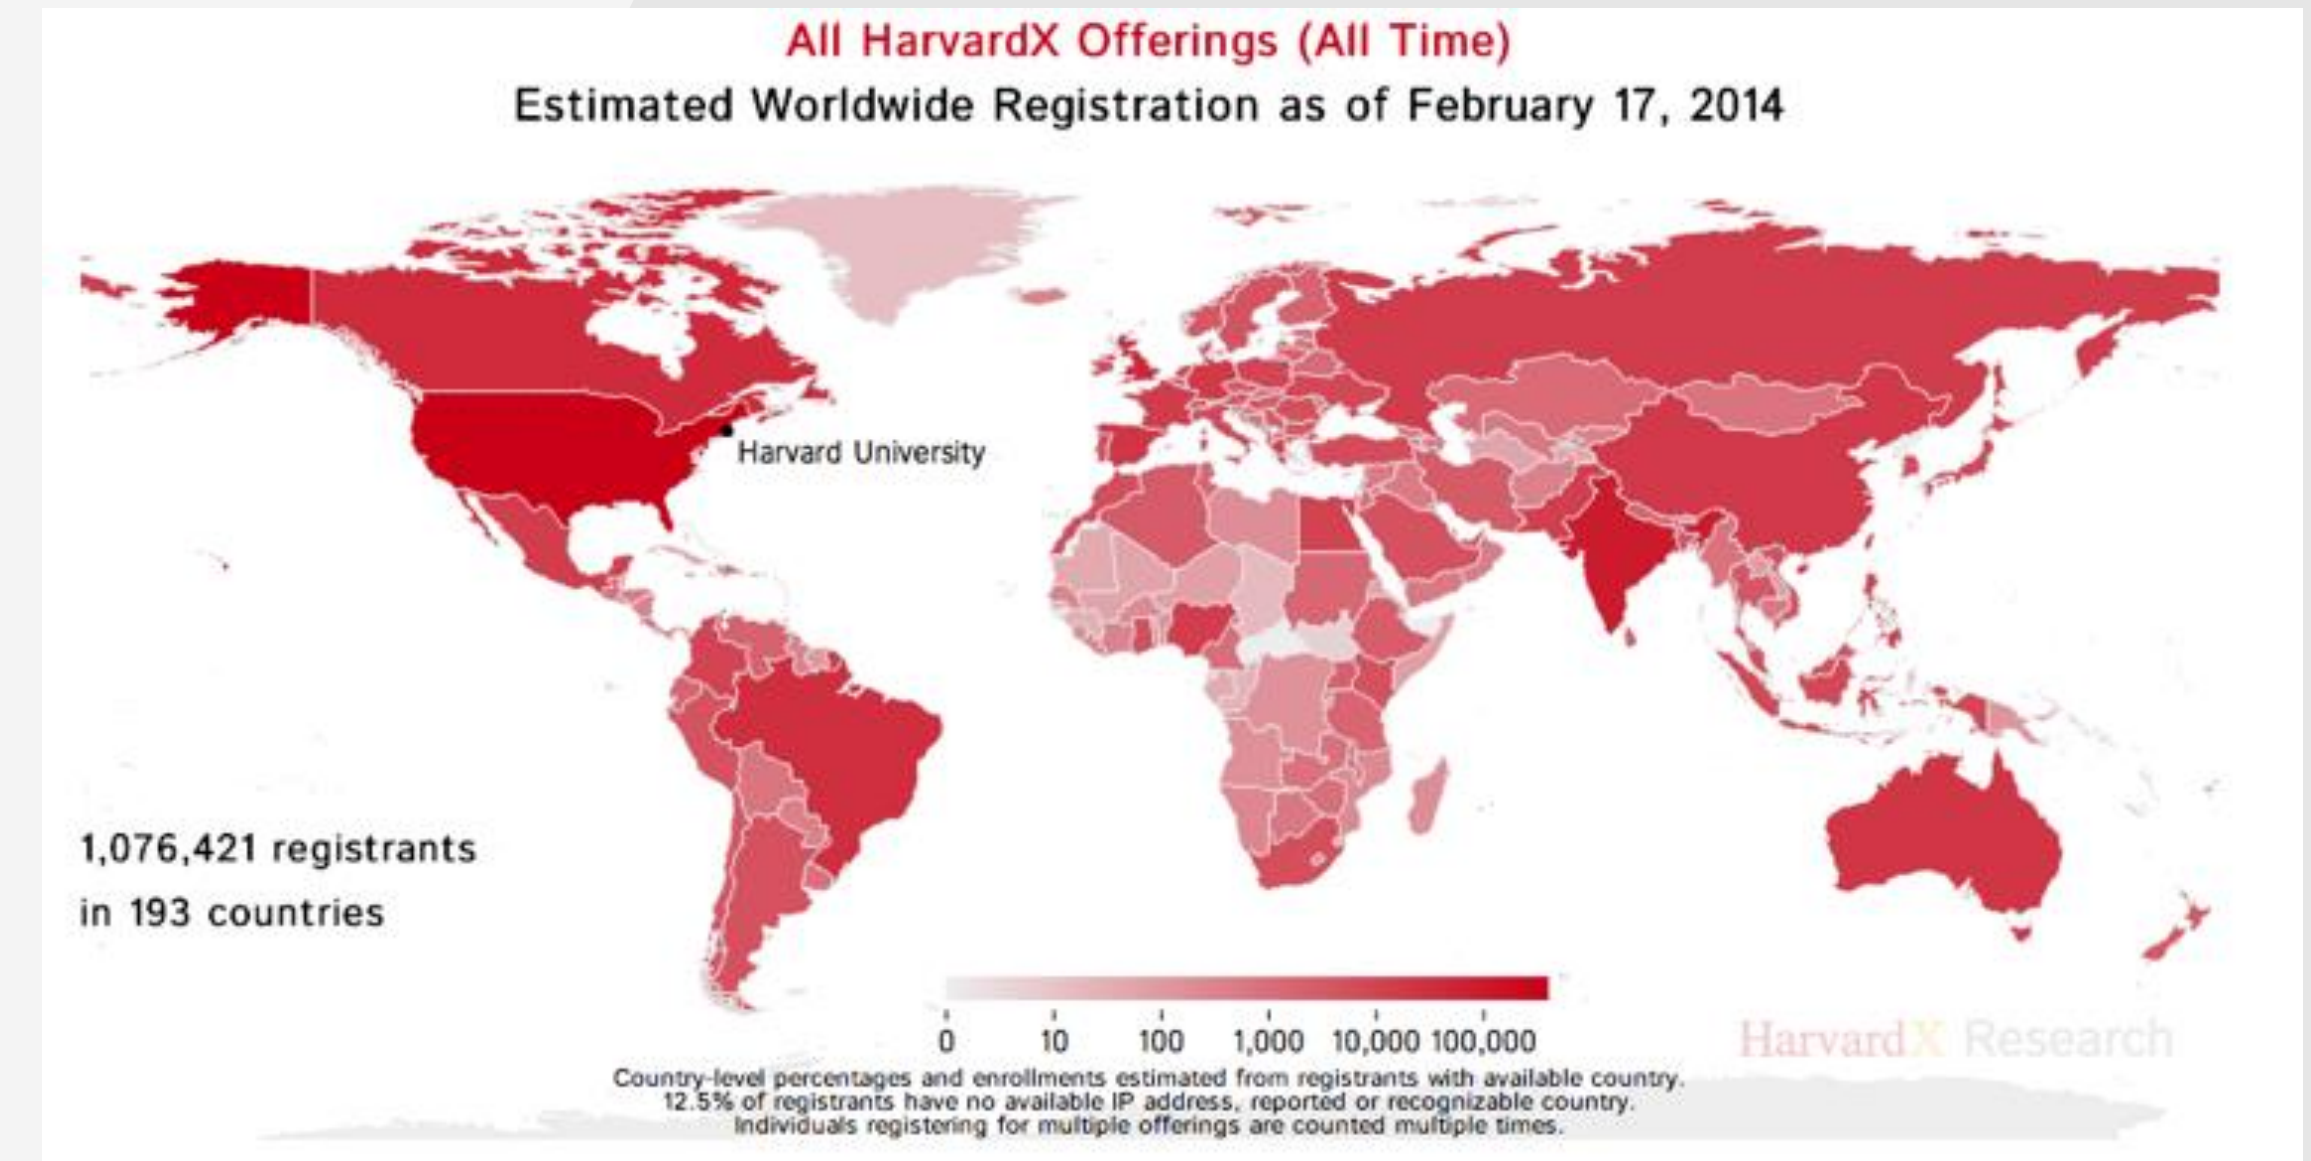 All HarvardX Offerings (All Time)
Estimated Worldwide Registration as of February 17, 2014
Harvard University
1,076,421 registrants
in 193 countries
0 10 100 1,000 10,000 100,000
HarvardX Research
Country-level percentages and enrollments estimated from registrants with available country.
12.5% of registrants have no available IP address, reported or recognizable country.
Individuals registering for multiple offerings are counted multiple times.